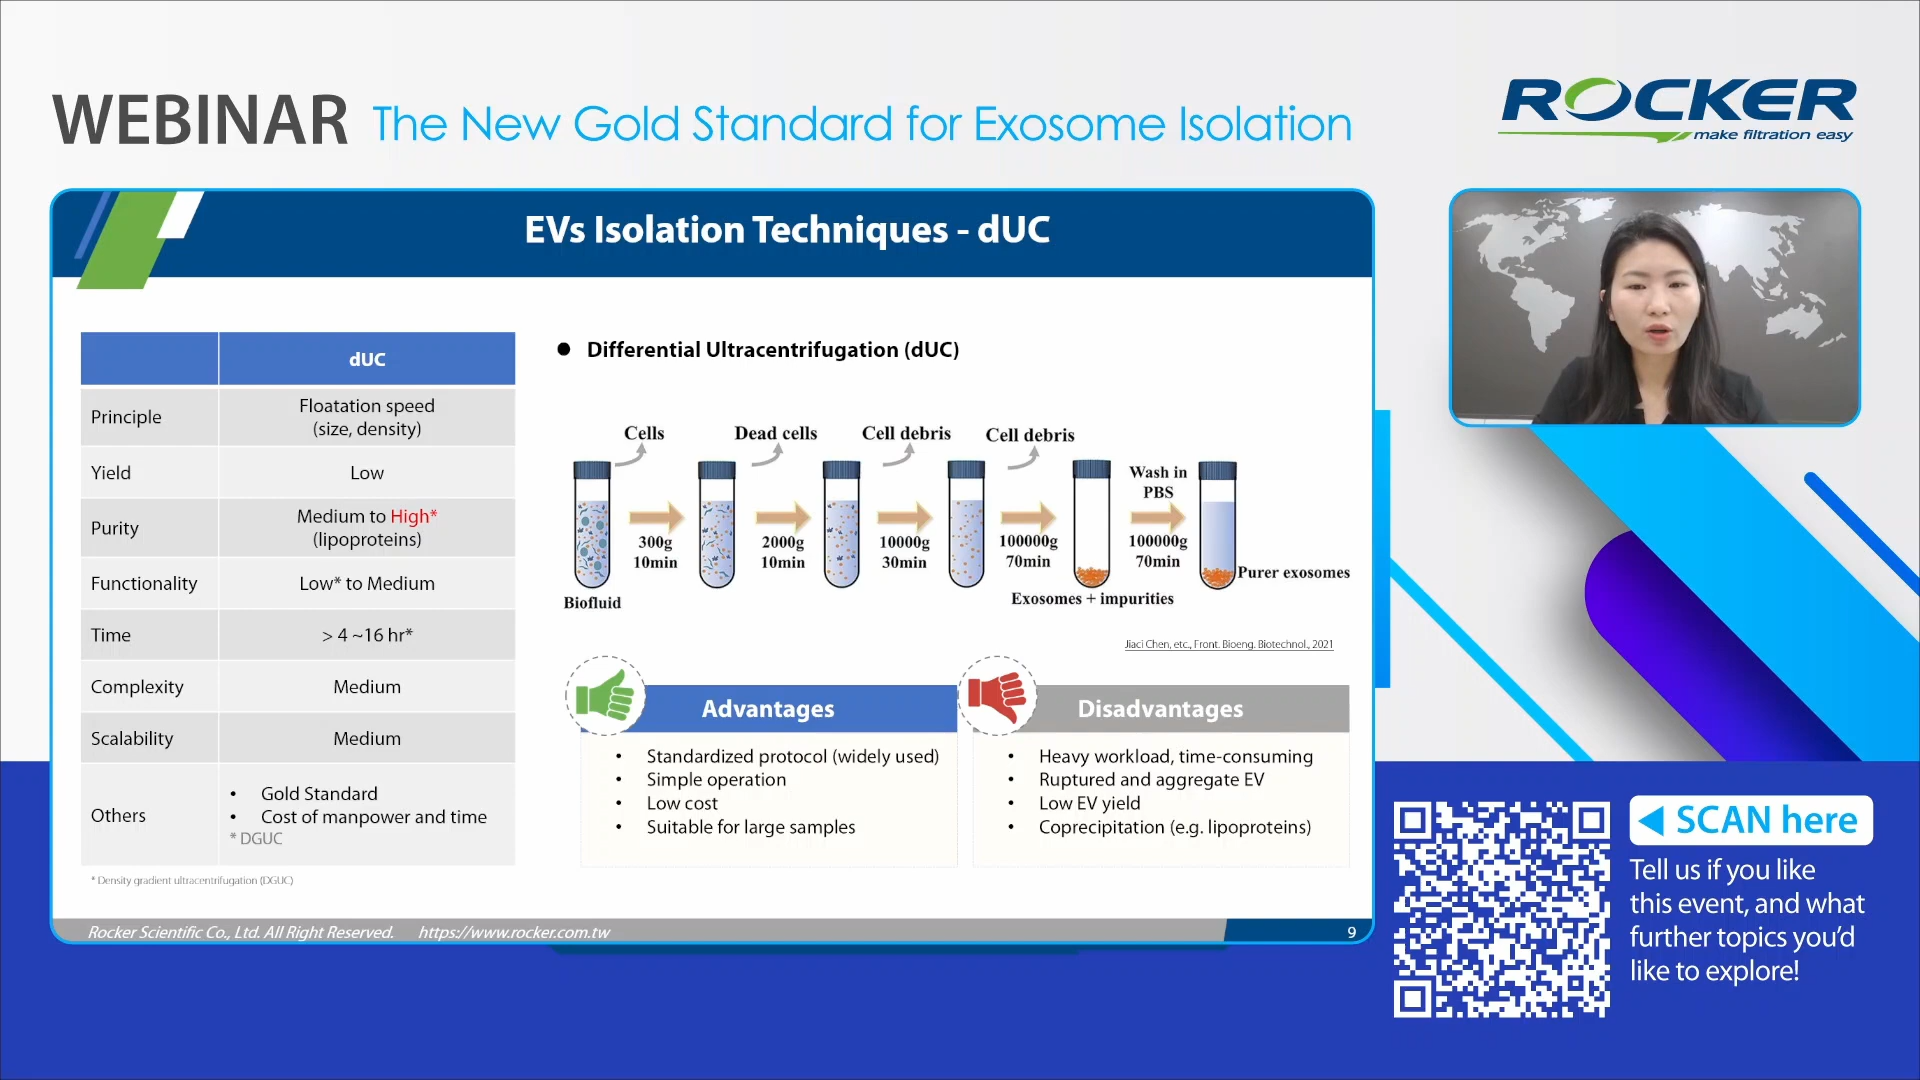 WEBINAR The New Gold Standard for Exosome Isolation
ROCKER
make filtration easy
EVs Isolation Techniques - dUC
dUC
Principle
Floatation speed
(size, density)
Yield
Low
Purity
Medium to High*
(lipoproteins)
Functionality
Low* to Medium
Time
> 4 ~16 hr*
Complexity
Medium
Scalability
Medium
Others
• Gold Standard
• Cost of manpower and time
* DGUC
* Density gradient ultracentrifugation (DGUC)
● Differential Ultracentrifugation (dUC)
Cells
Dead cells
Cell debris
Cell debris
Wash in
PBS
300g
10min
2000g
10min
10000g
30min
100000g
70min
100000g
70min
Biofluid
Exosomes + impurities
Purer exosomes
Jiaci Chen, etc., Front. Bioeng. Biotechnol., 2021
Advantages
• Standardized protocol (widely used)
• Simple operation
• Low cost
• Suitable for large samples
Disadvantages
• Heavy workload, time-consuming
• Ruptured and aggregate EV
• Low EV yield
• Coprecipitation (e.g. lipoproteins)
Rocker Scientific Co., Ltd. All Right Reserved. https://www.rocker.com.tw
9
SCAN here
Tell us if you like
this event, and what
further topics you’d
like to explore!